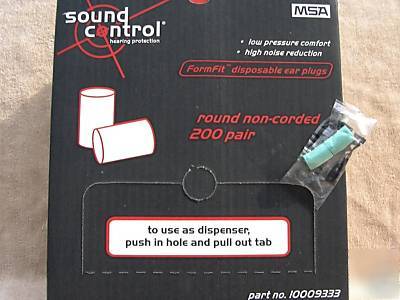 sound
control®
hearing protection
MSA
• low pressure comfort
• high noise reduction
FormFit™ disposable ear plugs
round non-corded
200 pair
to use as dispenser,
push in hole and pull out tab
part no. 10009333